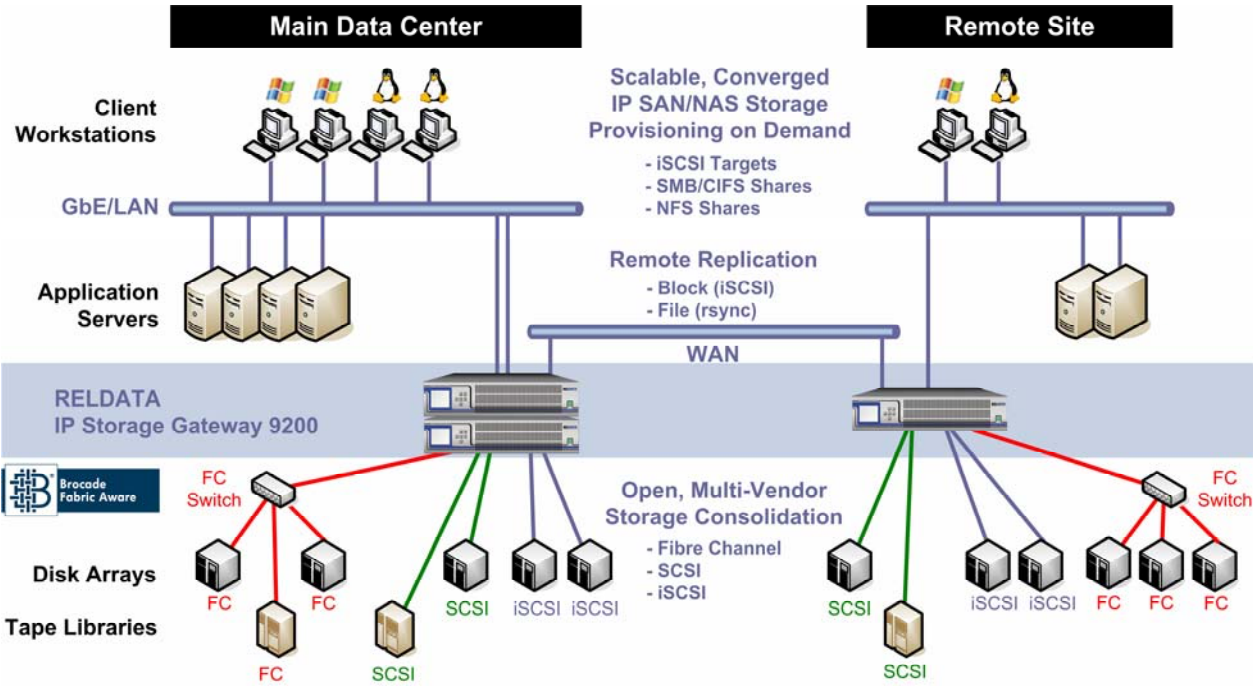 Main Data Center
Remote Site
Client
Workstations
Scalable, Converged
IP SAN/NAS Storage
Provisioning on Demand
- iSCSI Targets
- SMB/CIFS Shares
- NFS Shares
GbE/LAN
Application
Servers
Remote Replication
- Block (iSCSI)
- File (rsync)
WAN
RELDATA
IP Storage Gateway 9200
B
Brocade
Fabric Aware
FC
Switch
Open, Multi-Vendor
Storage Consolidation
- Fibre Channel
- SCSI
- iSCSI
FC
Switch
Disk Arrays
FC
FC
SCSI
iSCSI
iSCSI
SCSI
iSCSI
iSCSI
FC
FC
FC
Tape Libraries
FC
SCSI
SCSI